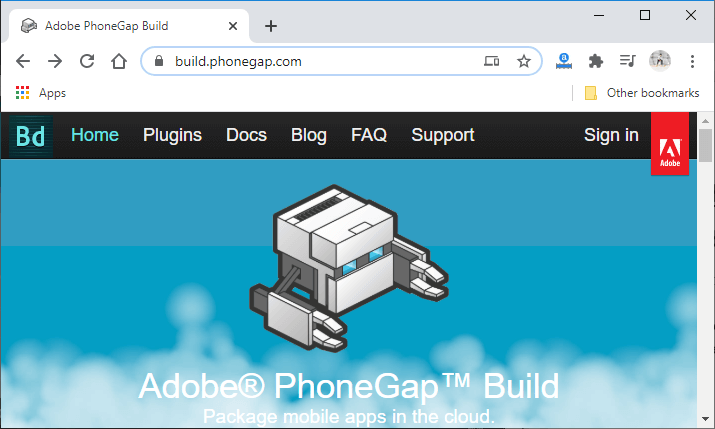 Adobe PhoneGap Build
build.phonegap.com
Apps
Other bookmarks
Bd Home Plugins Docs Blog FAQ Support Sign in
Adobe
Adobe® PhoneGap™ Build
Package mobile apps in the cloud.